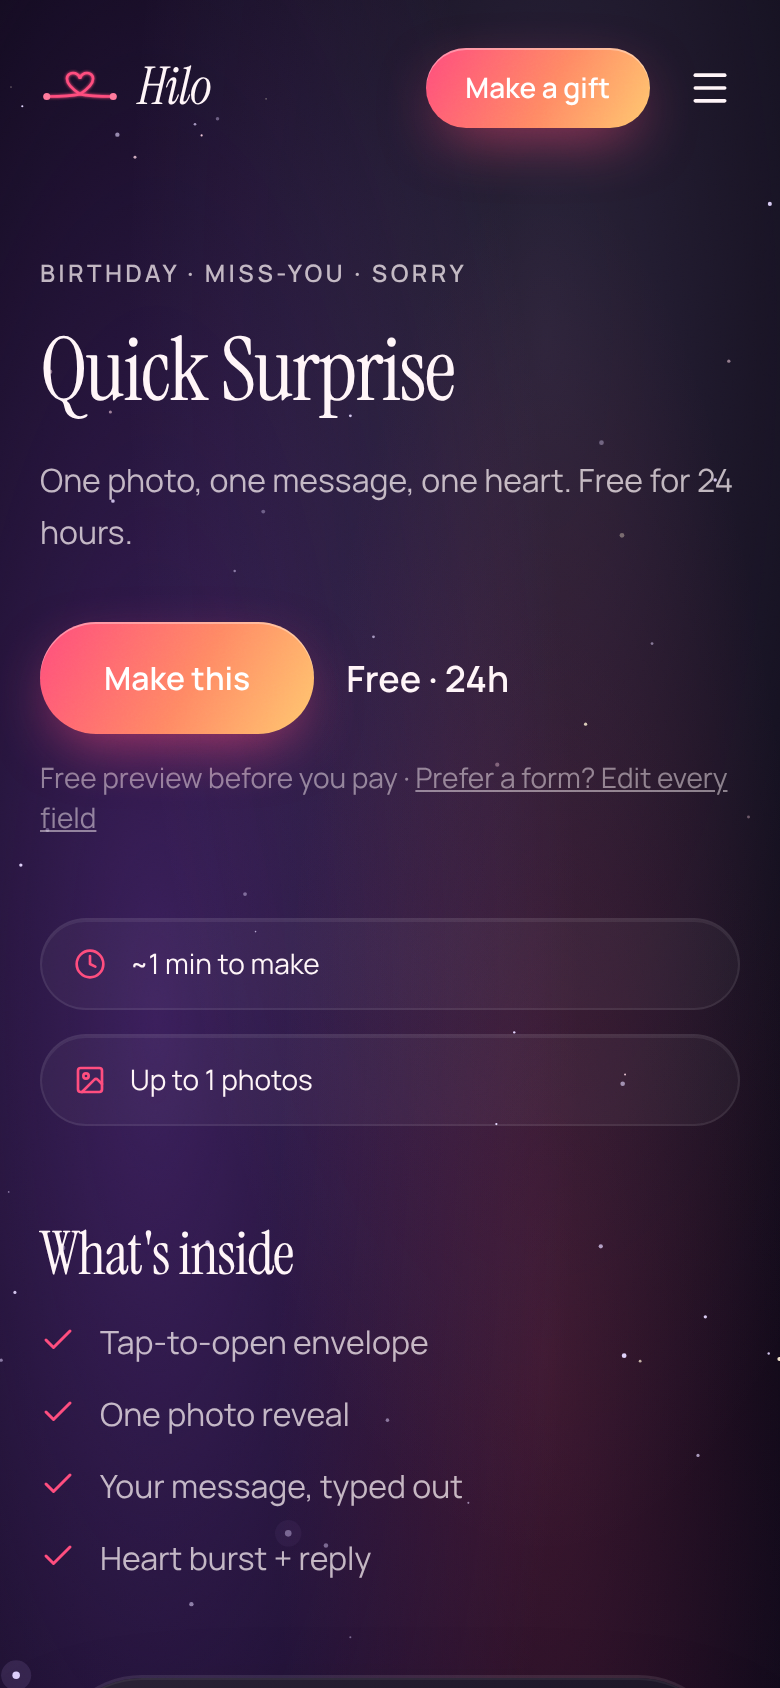 Hilo
Make a gift
BIRTHDAY · MISS-YOU · SORRY
Quick Surprise
One photo, one message, one heart. Free for 24
hours.
Make this
Free · 24h
Free preview before you pay · Prefer a form? Edit every
field
~1 min to make
Up to 1 photos
What's inside
Tap-to-open envelope
One photo reveal
Your message, typed out
Heart burst + reply